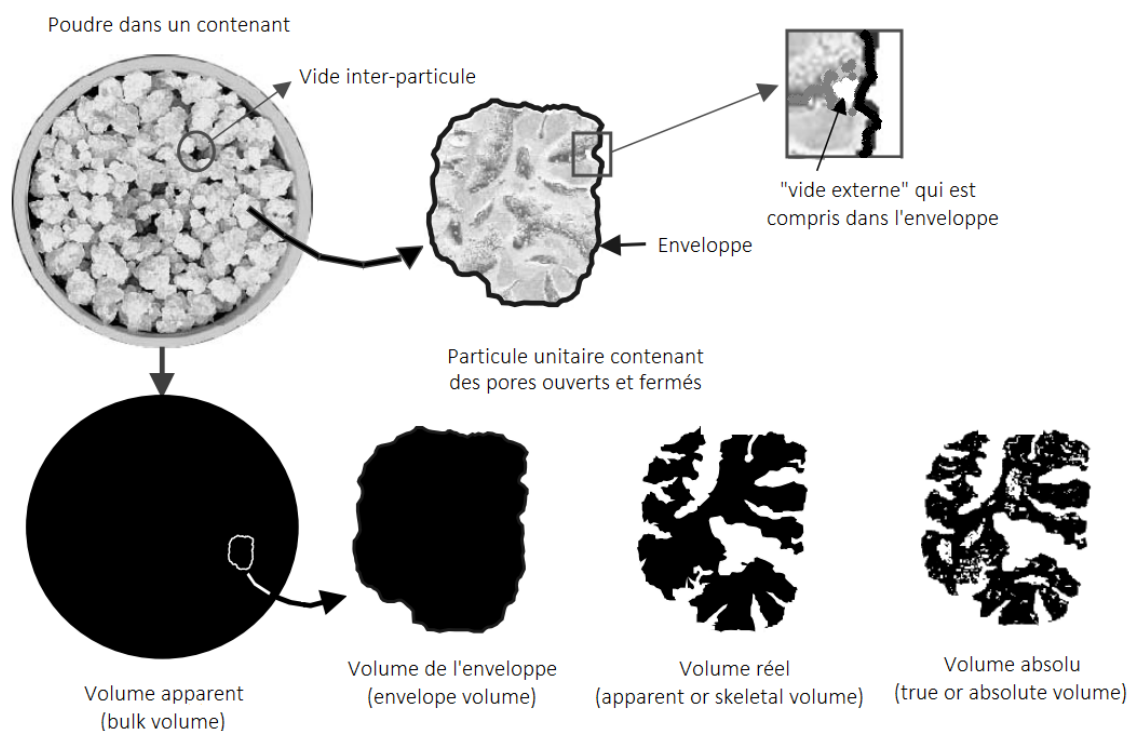 Poudre dans un contenant
Vide inter-particule
"vide externe" qui est
compris dans l'enveloppe
Enveloppe
Particule unitaire contenant
des pores ouverts et fermés
Volume apparent
(bulk volume)
Volume de l'enveloppe
(envelope volume)
Volume réel
(apparent or skeletal volume)
Volume absolu
(true or absolute volume)